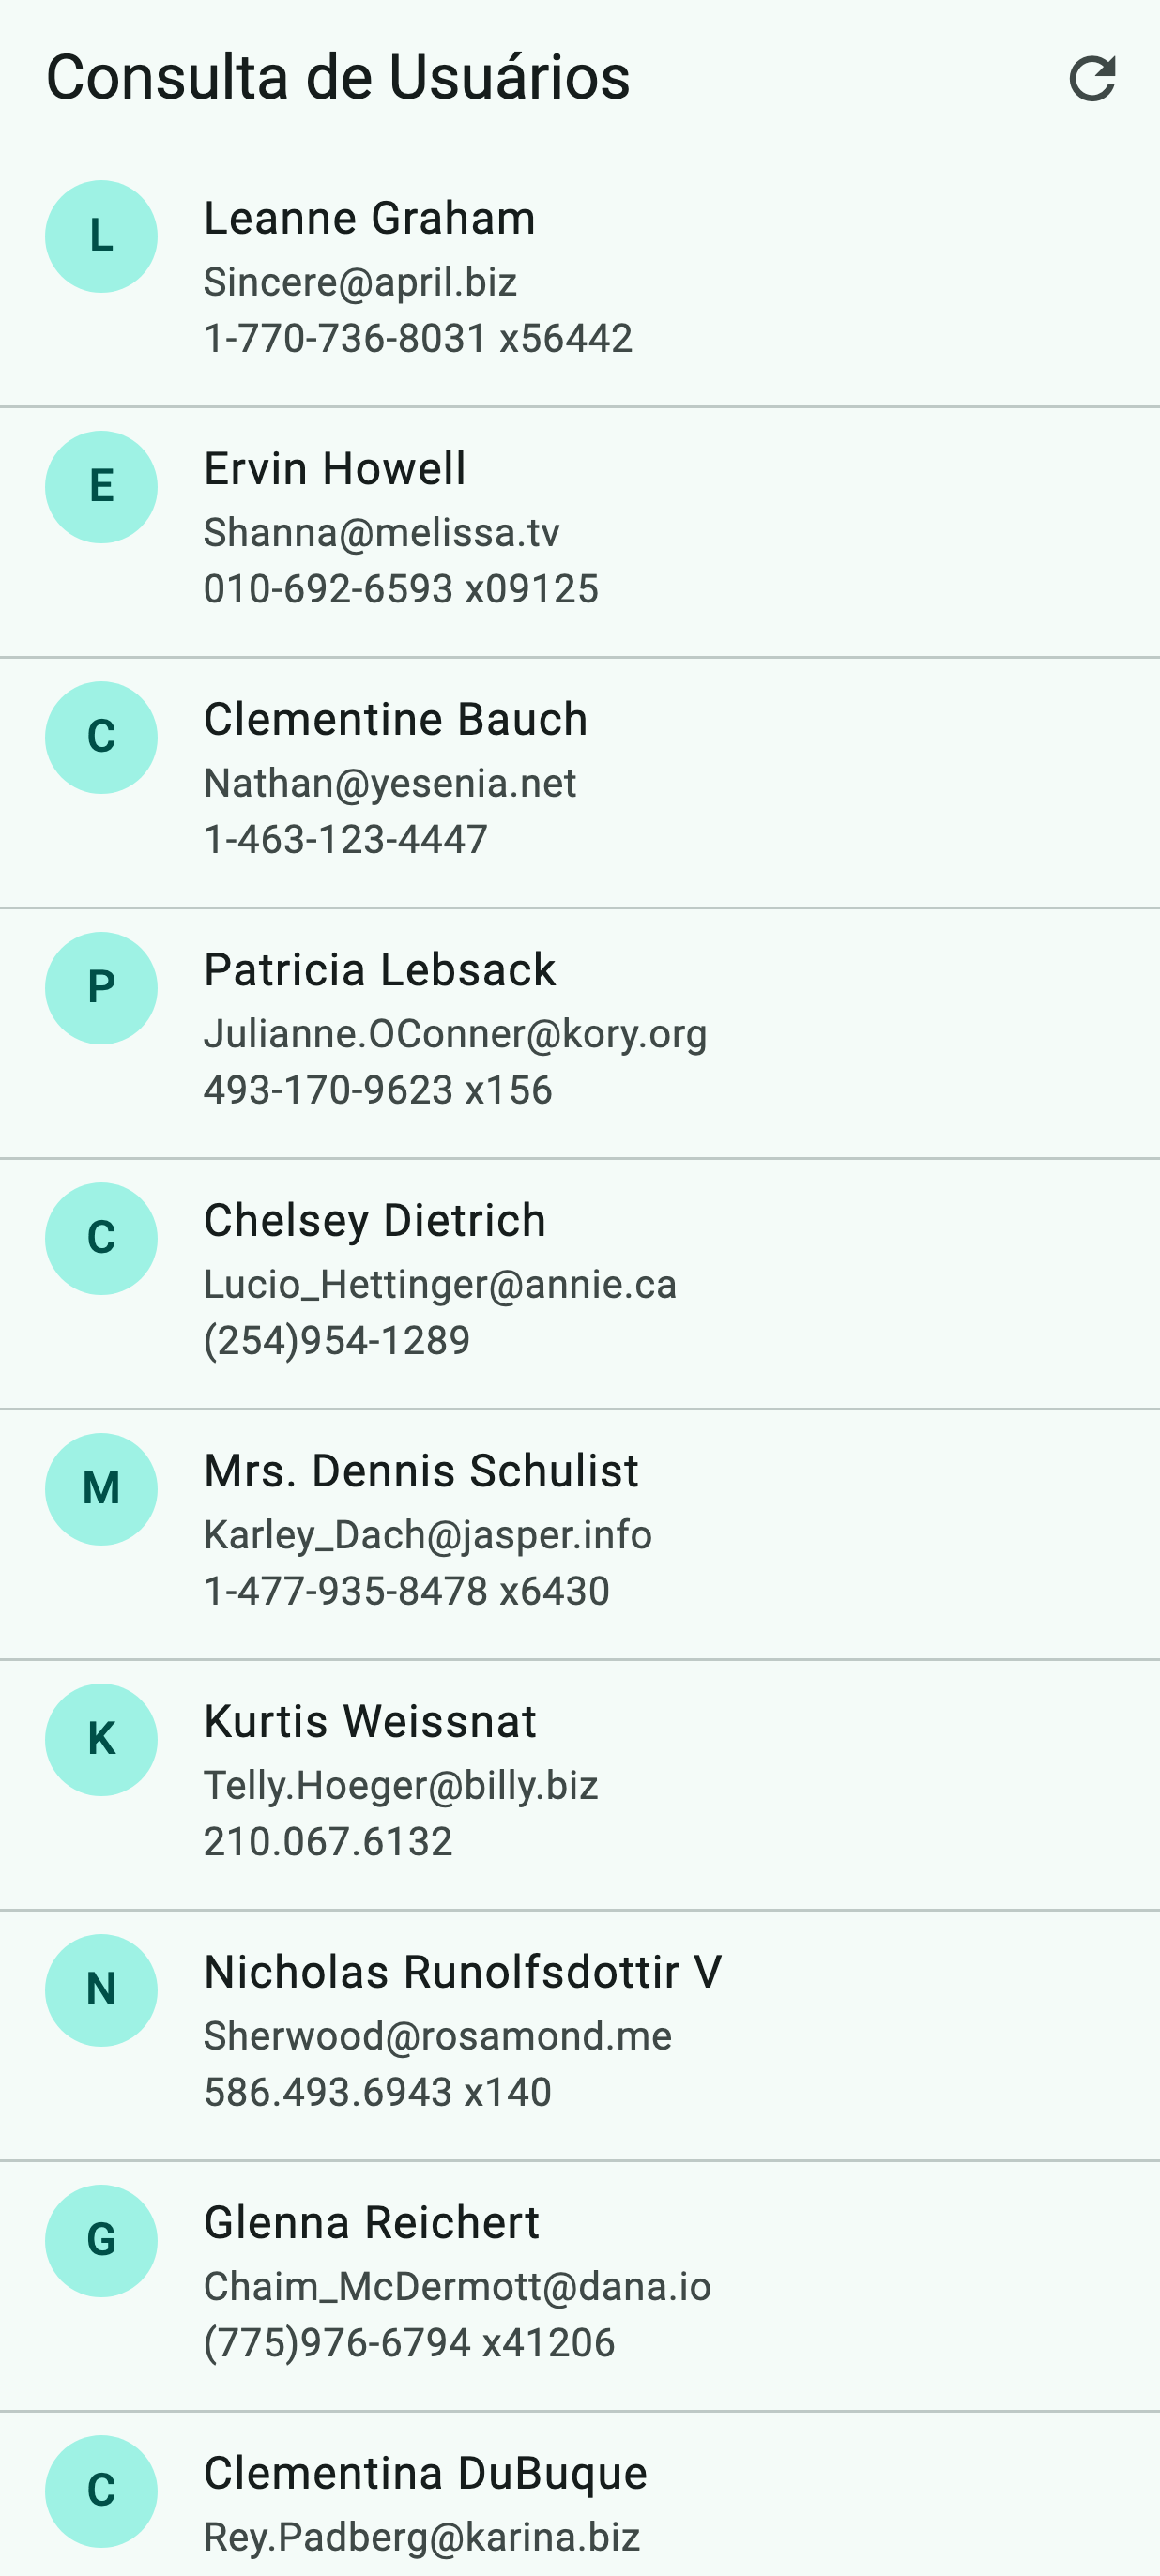 Consulta de Usuários
L
Leanne Graham
Sincere@april.biz
1-770-736-8031 x56442
E
Ervin Howell
Shanna@melissa.tv
010-692-6593 x09125
C
Clementine Bauch
Nathan@yesenia.net
1-463-123-4447
P
Patricia Lebsack
Julianne.OConner@kory.org
493-170-9623 x156
C
Chelsey Dietrich
Lucio_Hettinger@annie.ca
(254)954-1289
M
Mrs. Dennis Schulist
Karley_Dach@jasper.info
1-477-935-8478 x6430
K
Kurtis Weissnat
Telly.Hoeger@billy.biz
210.067.6132
N
Nicholas Runolfsdottir V
Sherwood@rosamond.me
586.493.6943 x140
G
Glenna Reichert
Chaim_McDermott@dana.io
(775)976-6794 x41206
C
Clementina DuBuque
Rey.Padberg@karina.biz